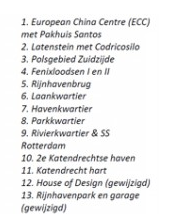 1. European China Centre (ECC)
met Pakhuis Santos
2. Latenstein met Codricosilo
3. Polsgebied Zuidzijde
4. Fenixloodsen I en II
5. Rijnhavenbrug
6. Laankwartier
7. Havenkwartier
8. Parkkwartier
9. Rivierkwartier & SS
Rotterdam
10. 2e Katendrechtse haven
11. Katendrecht hart
12. House of Design (gewijzigd)
13. Rijnhavenpark en garage
(gewijzigd)